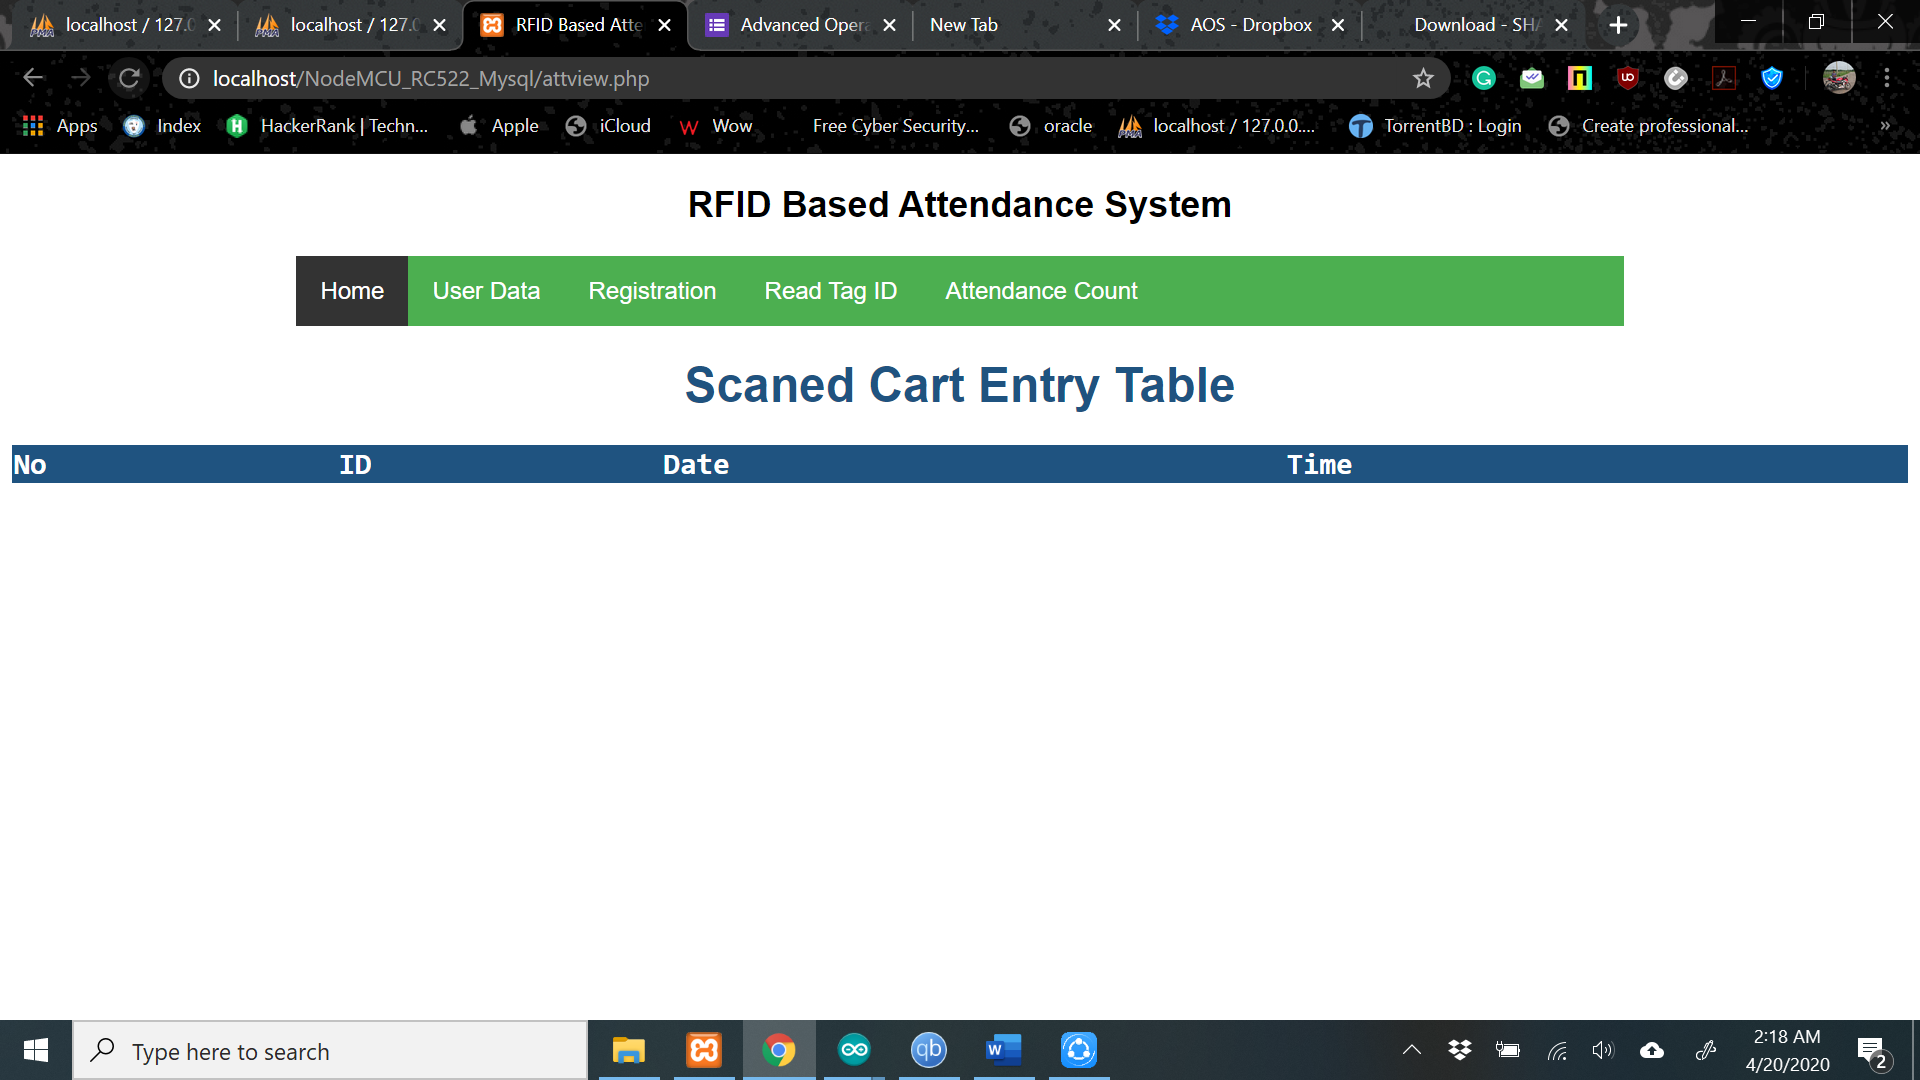 localhost / 127.0
localhost / 127.0
RFID Based Atte
Advanced Opera
New Tab
AOS - Dropbox
Download - SHA
localhost/NodeMCU_RC522_Mysql/attview.php
Apps
Index
HackerRank | Techn...
Apple
iCloud
Wow
Free Cyber Security...
oracle
localhost / 127.0.0....
TorrentBD : Login
Create professional...
»
RFID Based Attendance System
Home
User Data
Registration
Read Tag ID
Attendance Count
Scaned Cart Entry Table
No ID Date Time
Type here to search
2:18 AM
4/20/2020
2